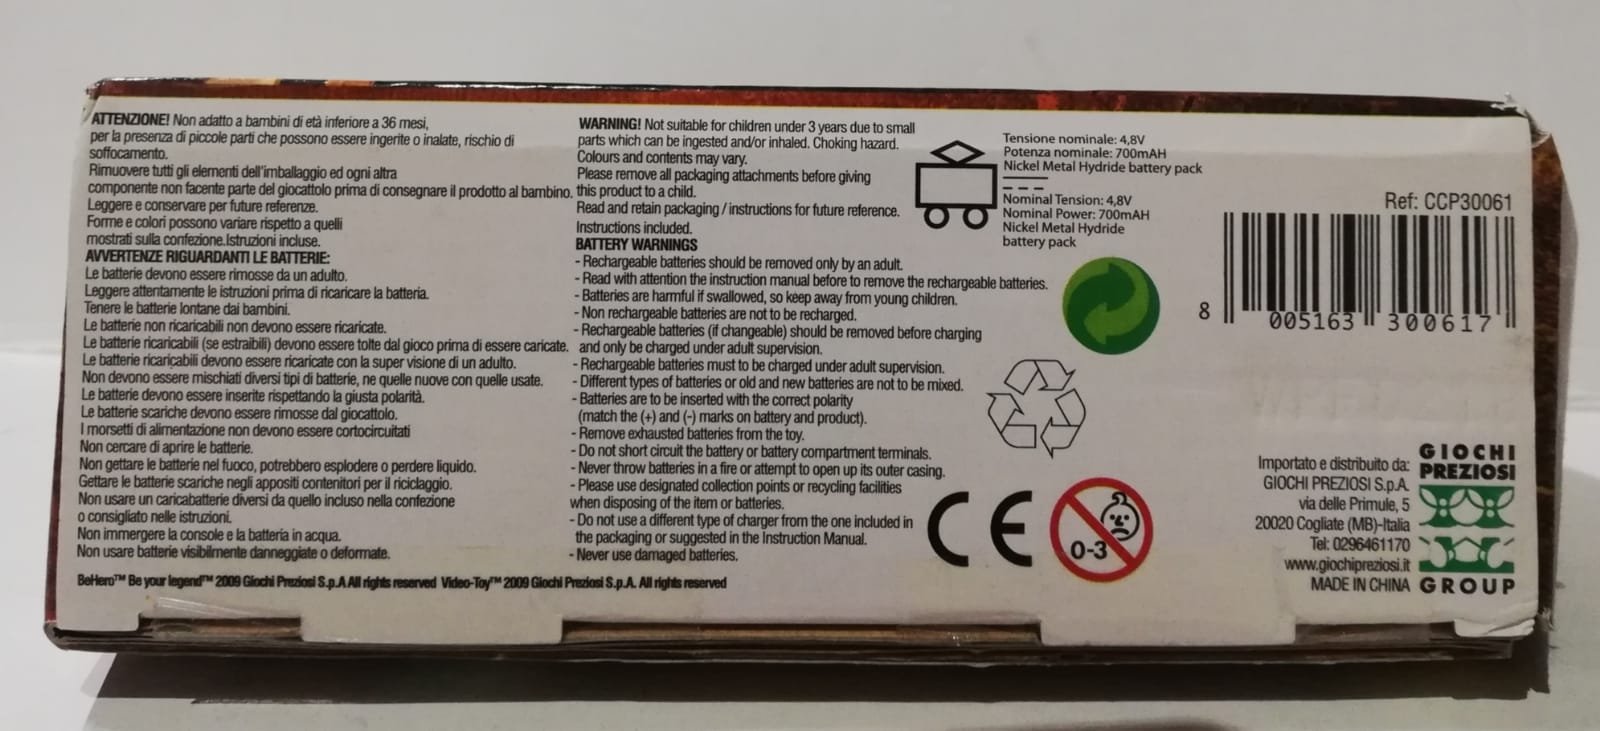 ATTENZIONE! Non adatto a bambini di età inferiore a 36 mesi,
per la presenza di piccole parti che possono essere ingerite o inalate, rischio di
soffocamento.
Rimuovere tutti gli elementi dell'imballaggio ed ogni altra
componente non facente parte del giocattolo prima di consegnare il prodotto al bambino.
Leggere e conservare per future referenze.
Forme e colori possono variare rispetto a quelli
mostrati sulla confezione.Istruzioni incluse.
AVVERTENZE RIGUARDANTI LE BATTERIE:
Le batterie devono essere rimosse da un adulto.
Leggere attentamente le istruzioni prima di ricaricare la batteria.
Tenere le batterie lontane dai bambini.
Le batterie non ricaricabili non devono essere ricaricate.
Le batterie ricaricabili (se estraibili) devono essere tolte dal gioco prima di essere caricate.
Le batterie ricaricabili devono essere ricaricate con la super visione di un adulto.
Non devono essere mischiati diversi tipi di batterie, ne quelle nuove con quelle usate.
Le batterie devono essere inserite rispettando la giusta polarità.
Le batterie scariche devono essere rimosse dal giocattolo.
I morsetti di alimentazione non devono essere cortocircuitati
Non cercare di aprire le batterie.
Non gettare le batterie nel fuoco, potrebbero esplodere o perdere liquido.
Gettare le batterie scariche negli appositi contenitori per il riciclaggio.
Non usare un caricabatterie diversi da quello incluso nella confezione
o consigliato nelle istruzioni.
Non immergere la console e la batteria in acqua.
Non usare batterie visibilmente danneggiate o deformate.
WARNING! Not suitable for children under 3 years due to small
parts which can be ingested and/or inhaled. Choking hazard.
Colours and contents may vary.
Please remove all packaging attachments before giving
this product to a child.
Read and retain packaging / instructions for future reference.
Instructions included.
BATTERY WARNINGS
- Rechargeable batteries should be removed only by an adult.
- Read with attention the instruction manual before to remove the rechargeable batteries.
- Batteries are harmful if swallowed, so keep away from young children.
- Non rechargeable batteries are not to be recharged.
- Rechargeable batteries (if changeable) should be removed before charging
and only be charged under adult supervision.
- Rechargeable batteries must to be charged under adult supervision.
- Different types of batteries or old and new batteries are not to be mixed.
- Batteries are to be inserted with the correct polarity
(match the (+) and (-) marks on battery and product).
- Remove exhausted batteries from the toy.
- Do not short circuit the battery or battery compartment terminals.
- Never throw batteries in a fire or attempt to open up its outer casing.
- Please use designated collection points or recycling facilities
when disposing of the item or batteries.
- Do not use a different type of charger from the one included in
the packaging or suggested in the Instruction Manual.
- Never use damaged batteries.
BeHero™ Be your legend™ 2009 Giochi Preziosi S.p.A All rights reserved Video-Toy™ 2009 Giochi Preziosi S.p.A. All rights reserved
Tensione nominale: 4,8V
Potenza nominale: 700mAH
Nickel Metal Hydride battery pack
Nominal Tension: 4,8V
Nominal Power: 700mAH
Nickel Metal Hydride
battery pack
CE
0-3
Ref: CCP30061
8 005163 300617
Importato e distribuito da:
GIOCHI PREZIOSI S.p.A.
via delle Primule, 5
20020 Cogliate (MB)-Italia
Tel: 0296461170
www.giochipreziosi.it
MADE IN CHINA
GIOCHI
PREZIOSI
GROUP